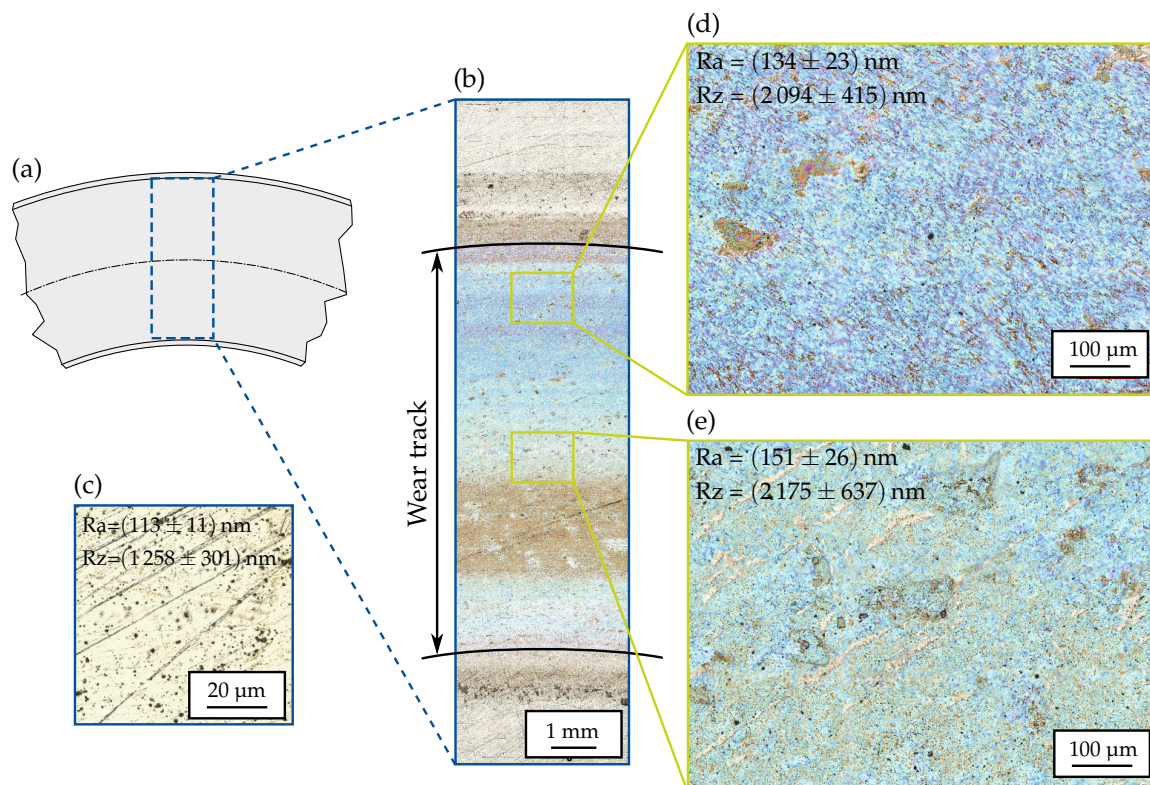 (a)
(b)
Wear track
1 mm
(c)
Ra=(113 ± 11) nm
Rz=(1 258 ± 301) nm
20 µm
(d)
Ra = (134 ± 23) nm
Rz = (2 094 ± 415) nm
100 µm
(e)
Ra = (151 ± 26) nm
Rz = (2 175 ± 637) nm
100 µm